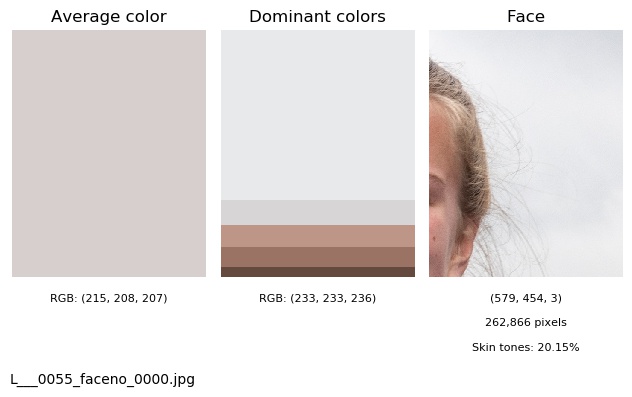 Average color
Dominant colors
Face
RGB: (215, 208, 207)
RGB: (233, 233, 236)
(579, 454, 3)
262,866 pixels
Skin tones: 20.15%
L___0055_faceno_0000.jpg